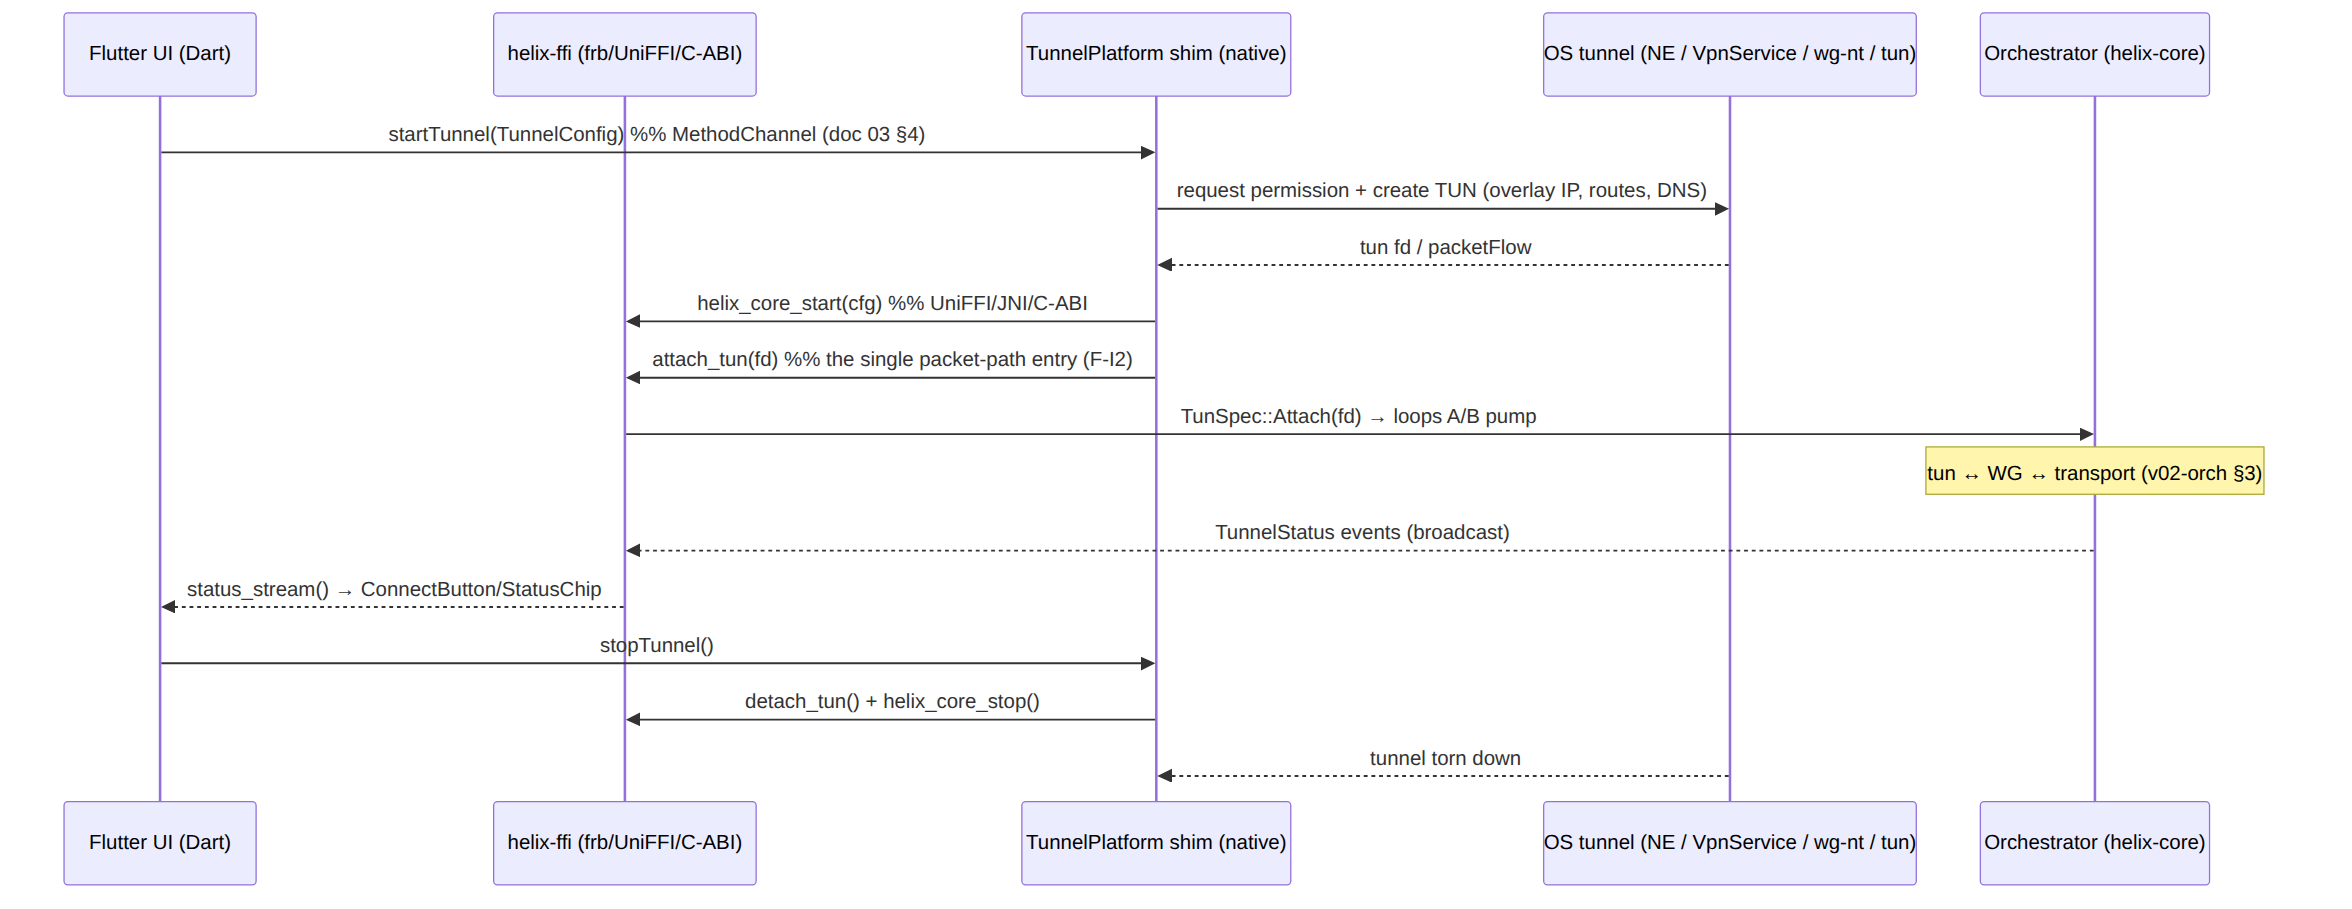 Flutter UI (Dart)
helix-ffi (frb/UniFFI/C-ABI)
TunnelPlatform shim (native)
OS tunnel (NE / VpnService / wg-nt / tun)
Orchestrator (helix-core)
startTunnel(TunnelConfig) %% MethodChannel (doc 03 §4)
request permission + create TUN (overlay IP, routes, DNS)
tun fd / packetFlow
helix_core_start(cfg) %% UniFFI/JNI/C-ABI
attach_tun(fd) %% the single packet-path entry (F-I2)
TunSpec::Attach(fd) → loops A/B pump
tun ↔ WG ↔ transport (v02-orch §3)
TunnelStatus events (broadcast)
status_stream() → ConnectButton/StatusChip
stopTunnel()
detach_tun() + helix_core_stop()
tunnel torn down
Flutter UI (Dart)
helix-ffi (frb/UniFFI/C-ABI)
TunnelPlatform shim (native)
OS tunnel (NE / VpnService / wg-nt / tun)
Orchestrator (helix-core)